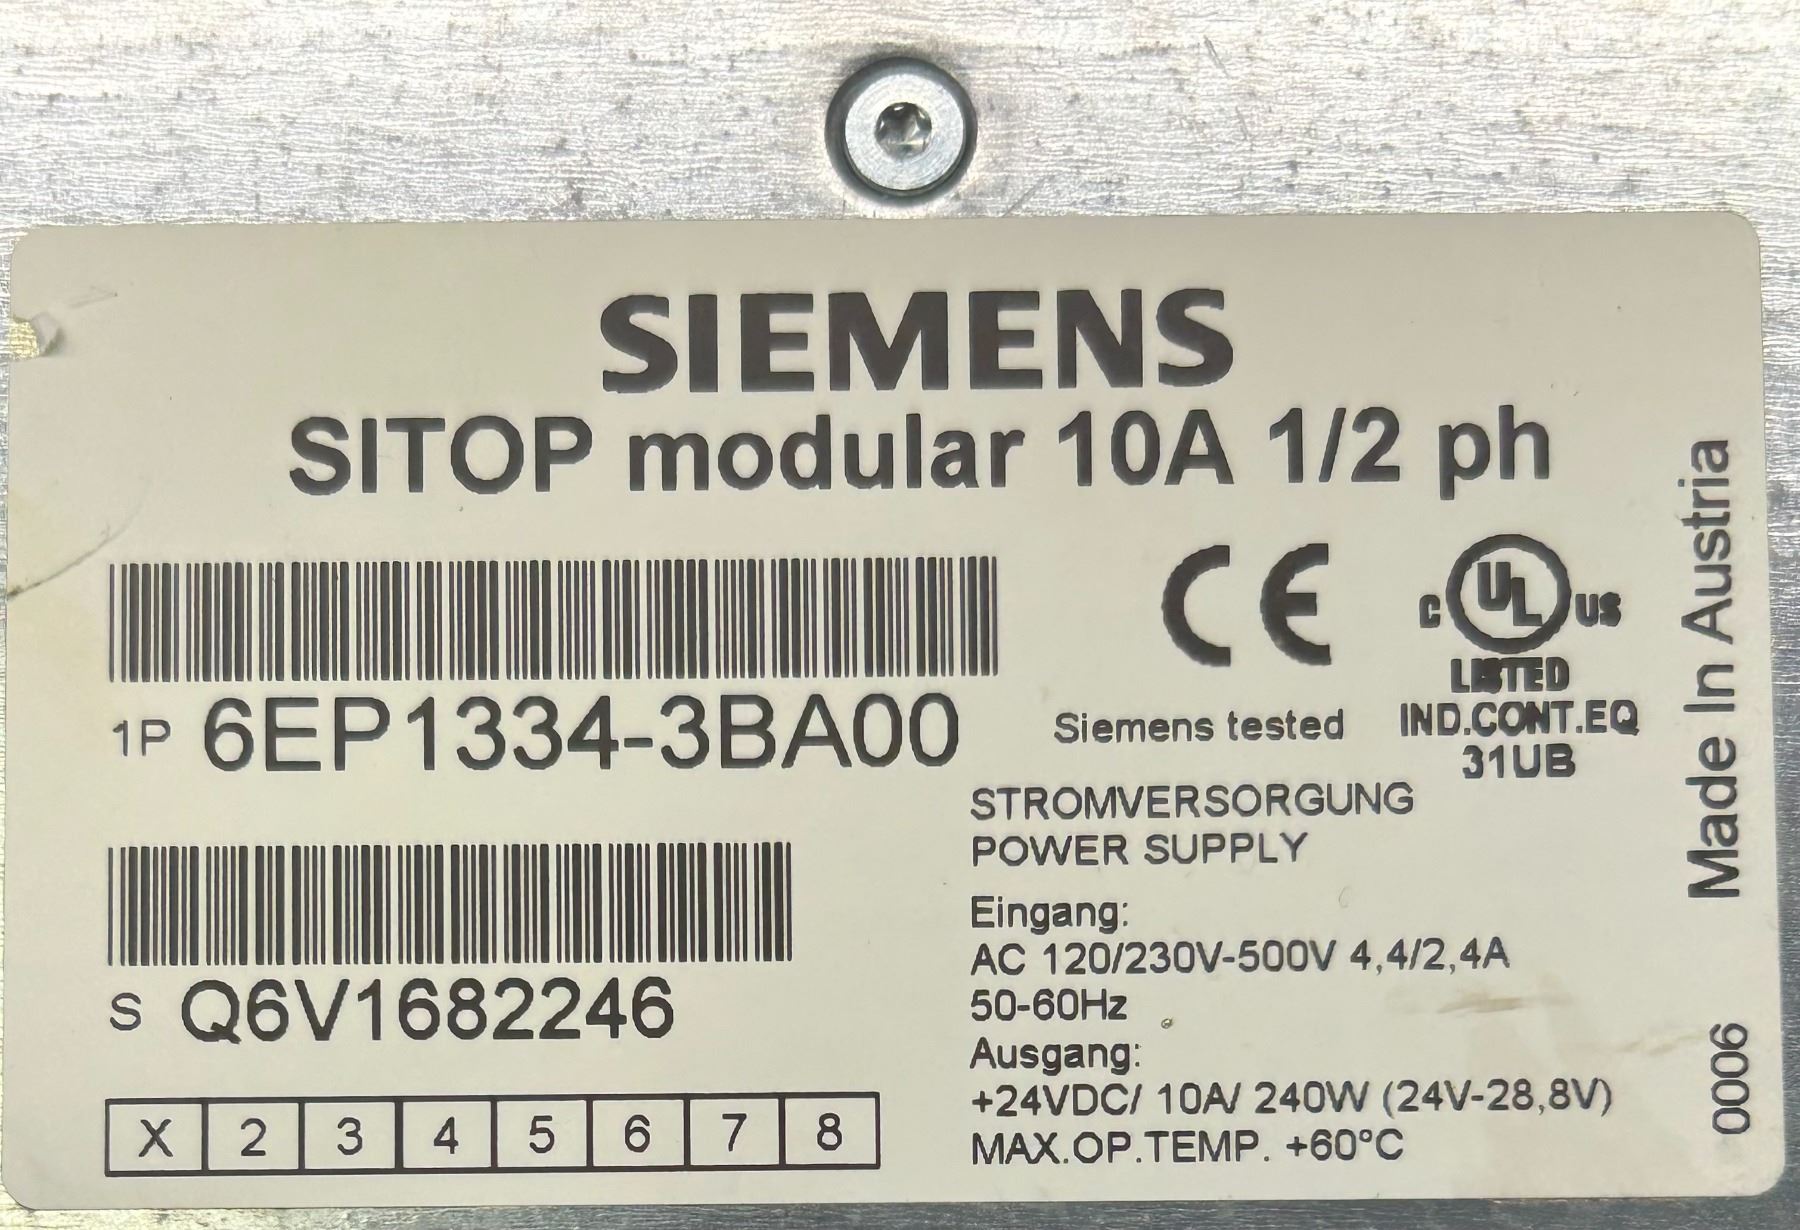 SIEMENS
SITOP modular 10A 1/2 ph
1P 6EP1334-3BA00
S Q6V1682246
X 2 3 4 5 6 7 8
CE
Siemens tested
C UL US
LISTED
IND.CONT.EQ
31UB
STROMVERSORGUNG
POWER SUPPLY
Eingang:
AC 120/230V-500V 4,4/2,4A
50-60Hz
Ausgang:
+24VDC/ 10A/ 240W (24V-28,8V)
MAX.OP.TEMP. +60°C
Made In Austria
0006